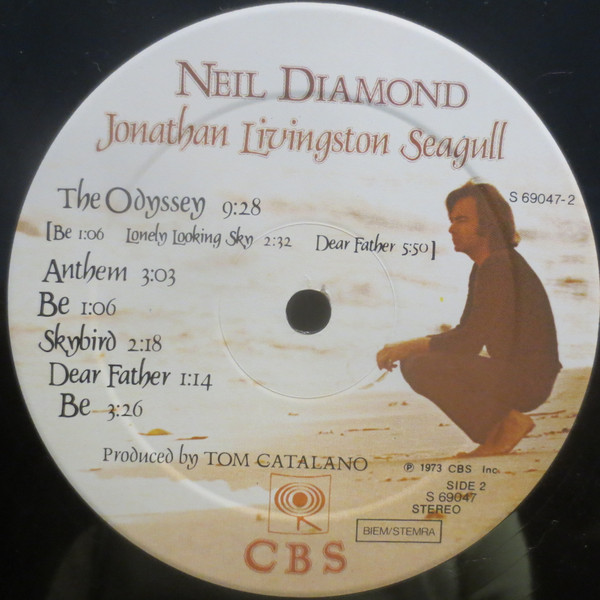 NEIL DIAMOND
Jonathan Livingston Seagull
S 69047-2
The Odyssey 9:28
[Be 1:06 Lonely Looking Sky 2:32 Dear Father 5:50]
Anthem 3:03
Be 1:06
Skybird 2:18
Dear Father 1:14
Be 3:26
Produced by TOM CATALANO
℗ 1973 CBS Inc.
SIDE 2
S 69047
STEREO
BIEM/STEMRA
CBS